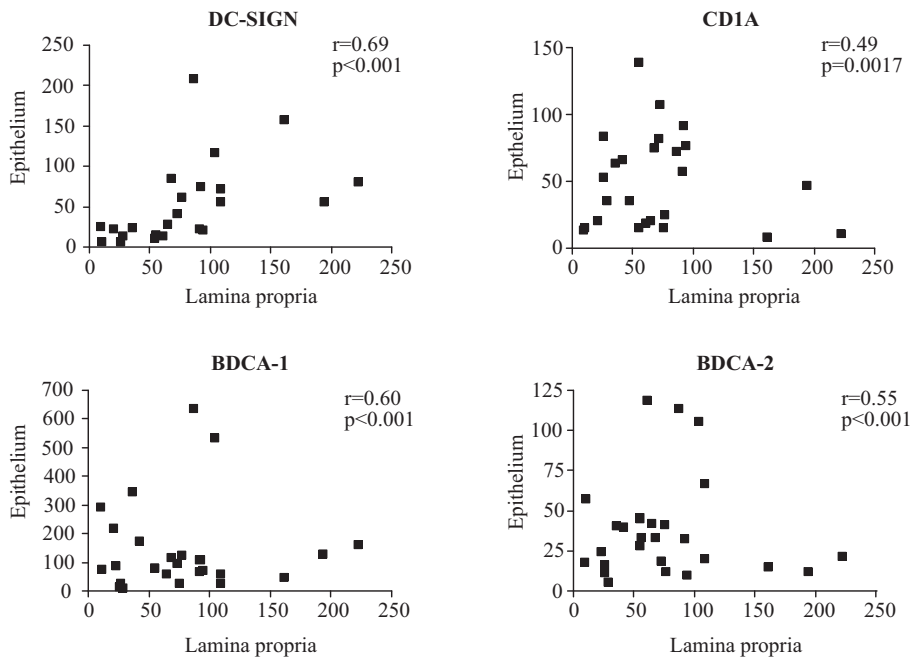 DC-SIGN
r=0.69
p<0.001
250
200
150
100
50
0
Epithelium
0 50 100 150 200 250
Lamina propria
CD1A
r=0.49
p=0.0017
150
100
50
0
Epthelium
0 50 100 150 200 250
Lamina propria
BDCA-1
r=0.60
p<0.001
700
600
500
400
300
200
100
0
Epithelium
0 50 100 150 200 250
Lamina propria
BDCA-2
r=0.55
p<0.001
125
100
75
50
25
0
Epithelium
0 50 100 150 200 250
Lamina propria